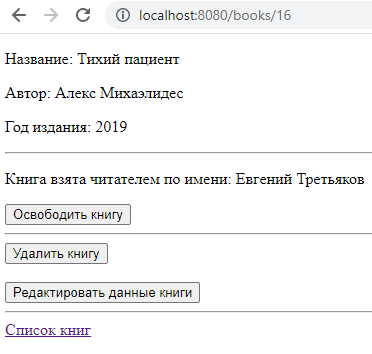 localhost:8080/books/16
Название: Тихий пациент
Автор: Алекс Михаэлидес
Год издания: 2019
Книга взята читателем по имени: Евгений Третьяков
Освободить книгу
Удалить книгу
Редактировать данные книги
Список книг